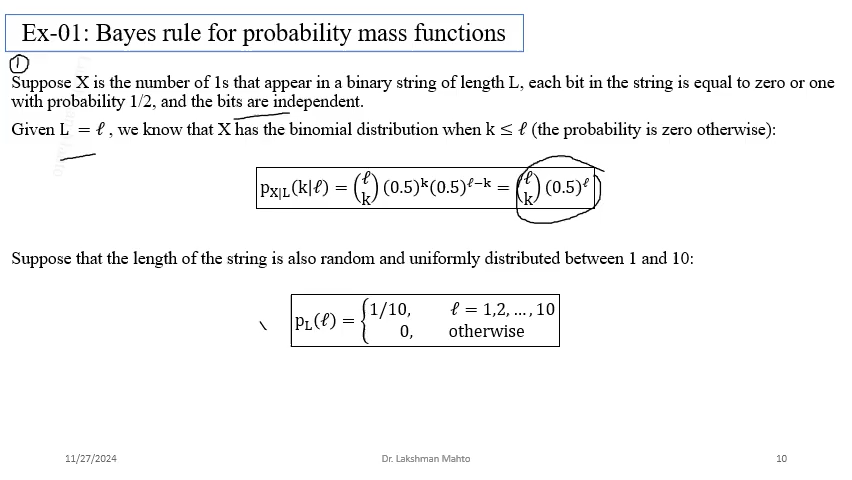 Ex-01: Bayes rule for probability mass functions
①
Suppose X is the number of 1s that appear in a binary string of length L, each bit in the string is equal to zero or one
with probability 1/2, and the bits are independent.
Given L = ℓ , we know that X has the binomial distribution when k ≤ ℓ (the probability is zero otherwise):
p_{X|L}(k|ℓ) = (ℓ k) (0.5)^k(0.5)^{ℓ−k} = (ℓ k) (0.5)^ℓ
Suppose that the length of the string is also random and uniformly distributed between 1 and 10:
p_L(ℓ) = { 1/10, ℓ = 1,2, … , 10
0, otherwise
11/27/2024 Dr. Lakshman Mahto 10